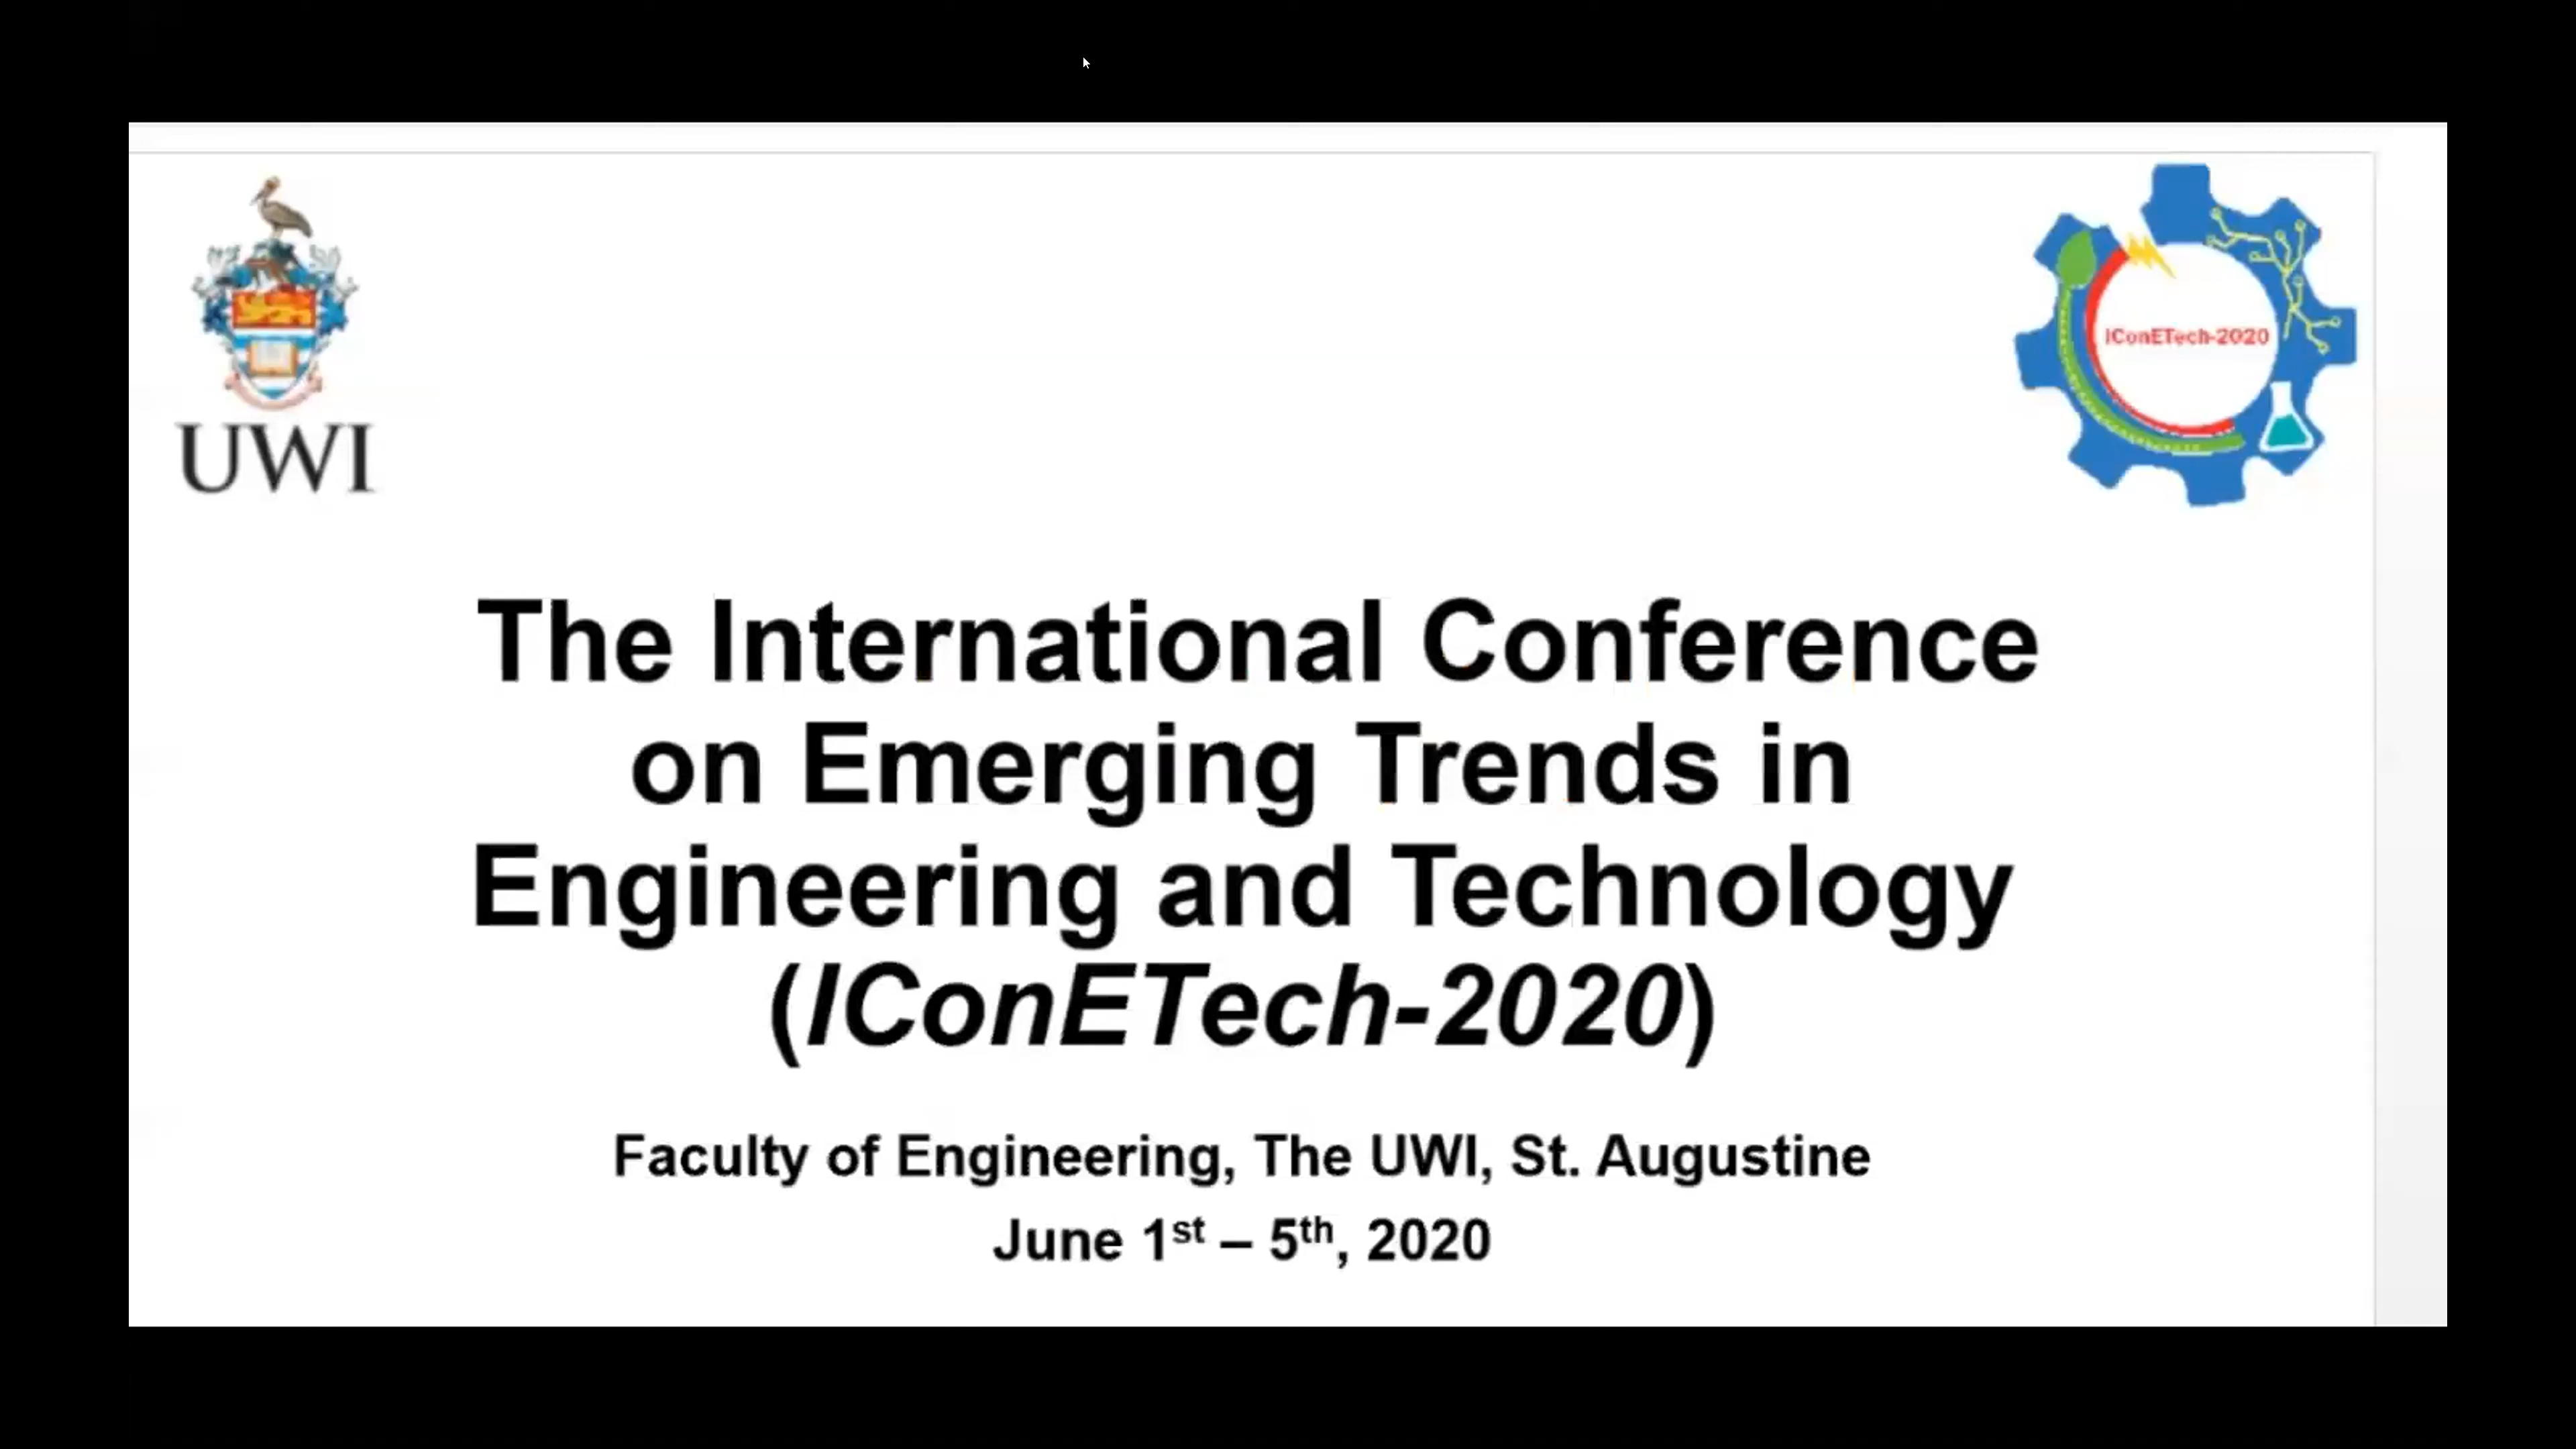 UWI
IConETech-2020
The International Conference
on Emerging Trends in
Engineering and Technology
(IConETech-2020)
Faculty of Engineering, The UWI, St. Augustine
June 1st – 5th, 2020